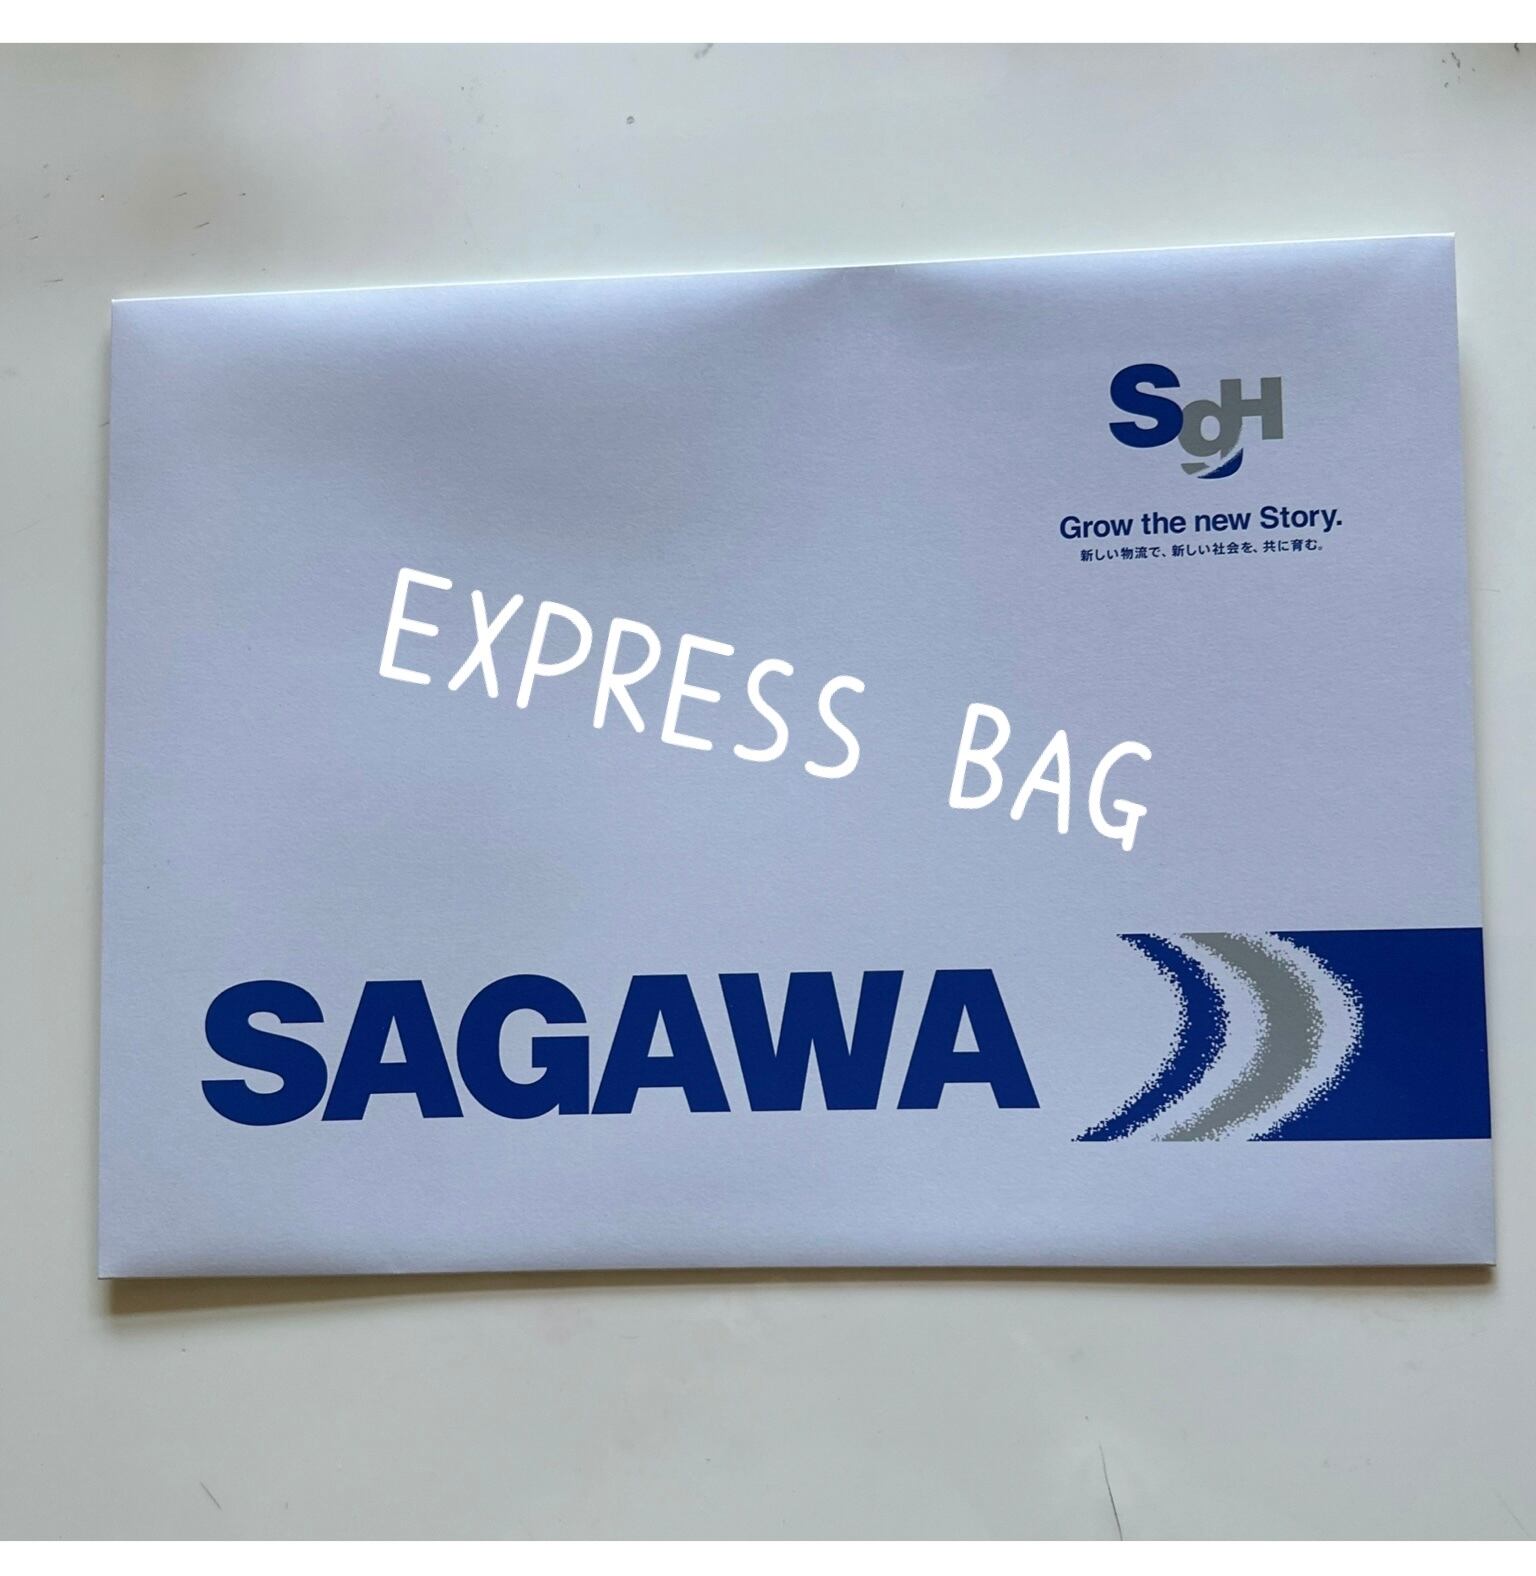 SgH
Grow the new Story.
新しい物流で、新しい社会を、共に育む。
EXPRESS BAG
SAGAWA